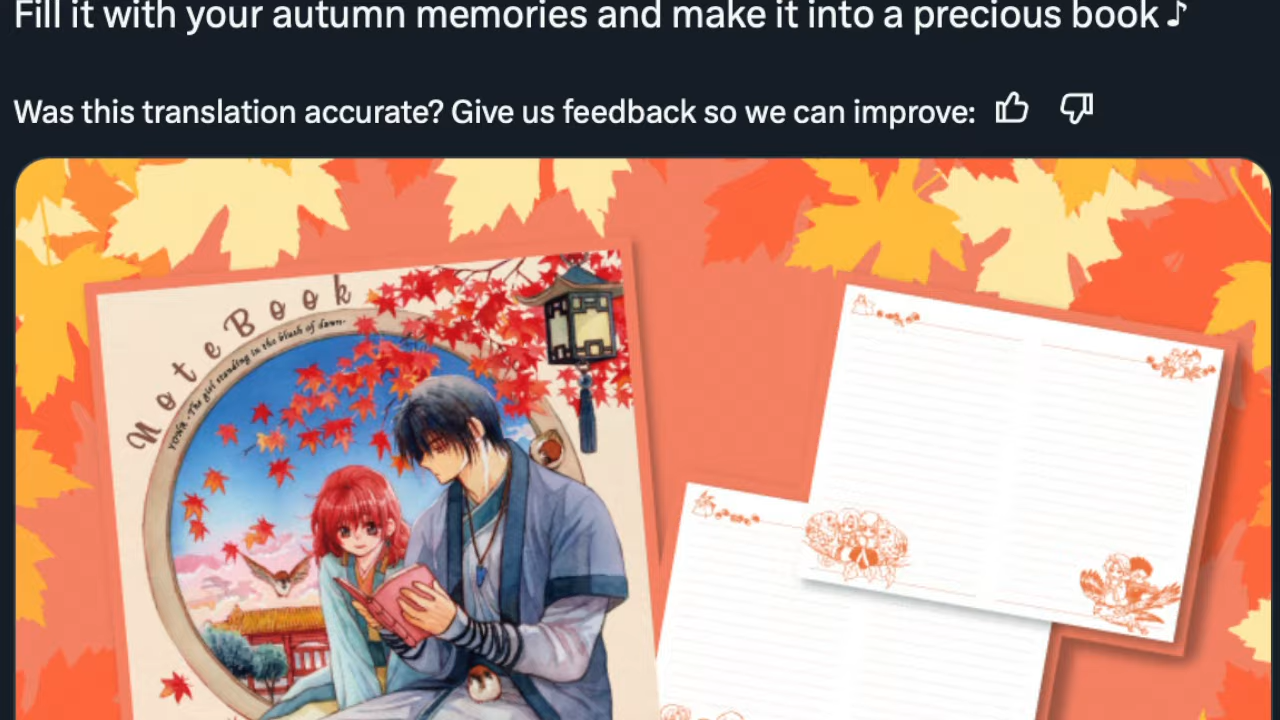 Fill it with your autumn memories and make it into a precious book♪
Was this translation accurate? Give us feedback so we can improve:
NoteBook
YONA -The girl standing in the blush of dawn-